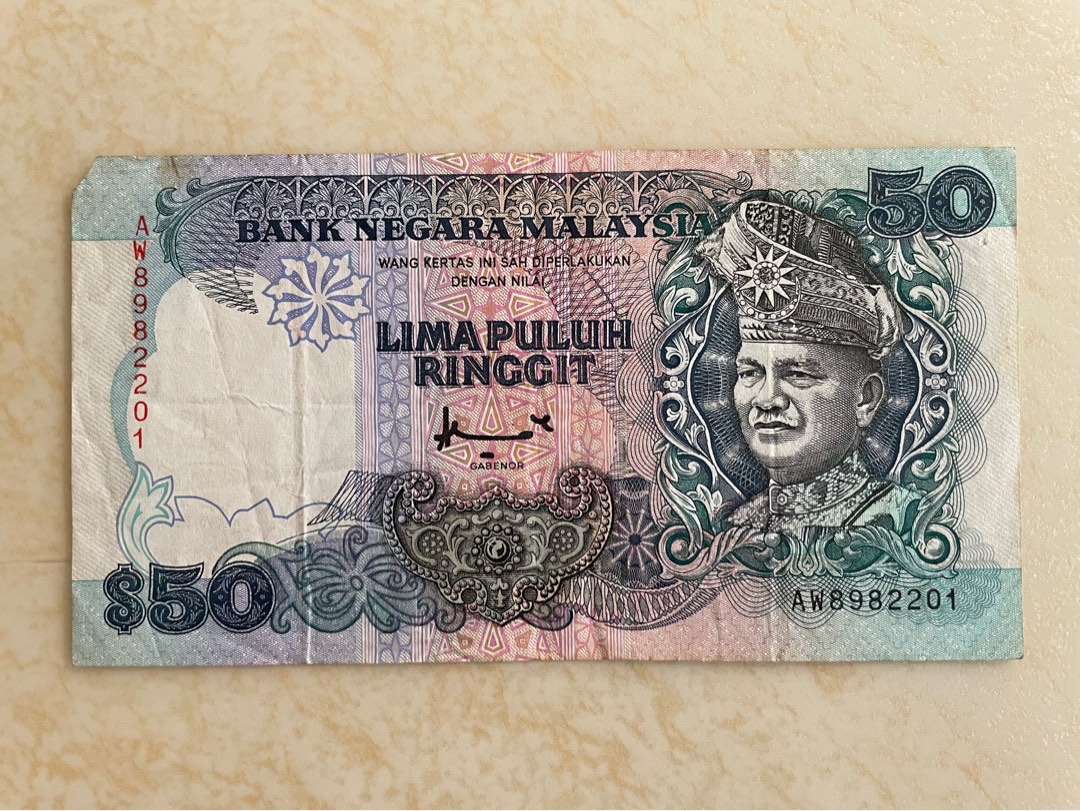 50
BANK NEGARA MALAYSIA
WANG KERTAS INI SAH DIPERLAKUKAN
DENGAN NILAI
AW8982201
LIMA PULUH
RINGGIT
GABENOR
$50
AW8982201